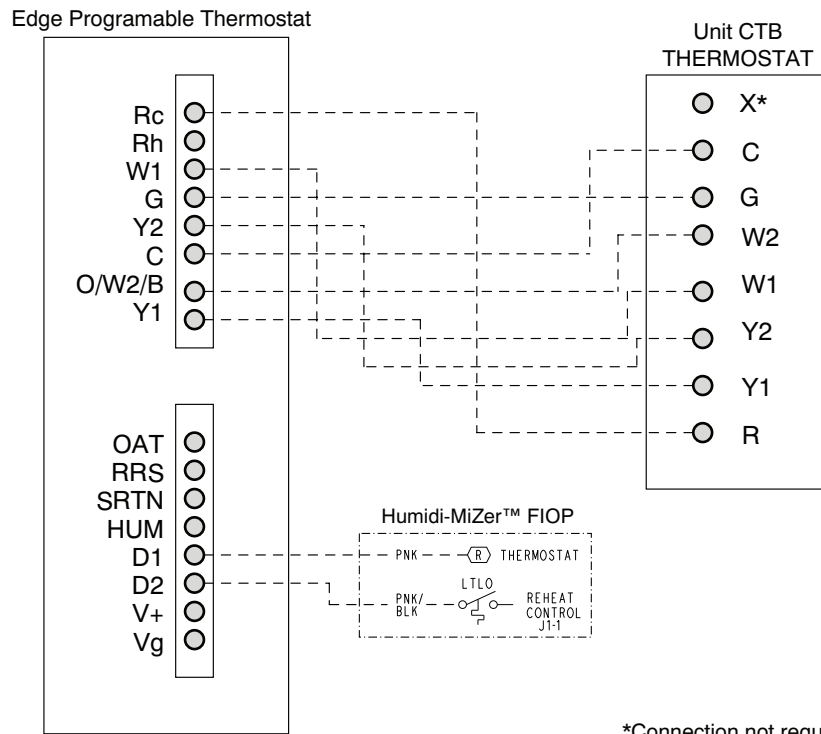 Edge Programable Thermostat
Rc
Rh
W1
G
Y2
C
O/W2/B
Y1
OAT
RRS
SRTN
HUM
D1
D2
V+
Vg
Unit CTB
THERMOSTAT
X*
C
G
W2
W1
Y2
Y1
R
Humidi-MiZer™ FIOP
PNK R THERMOSTAT
LTLO
PNK/
BLK
REHEAT
CONTROL
J1-1
*Connection not